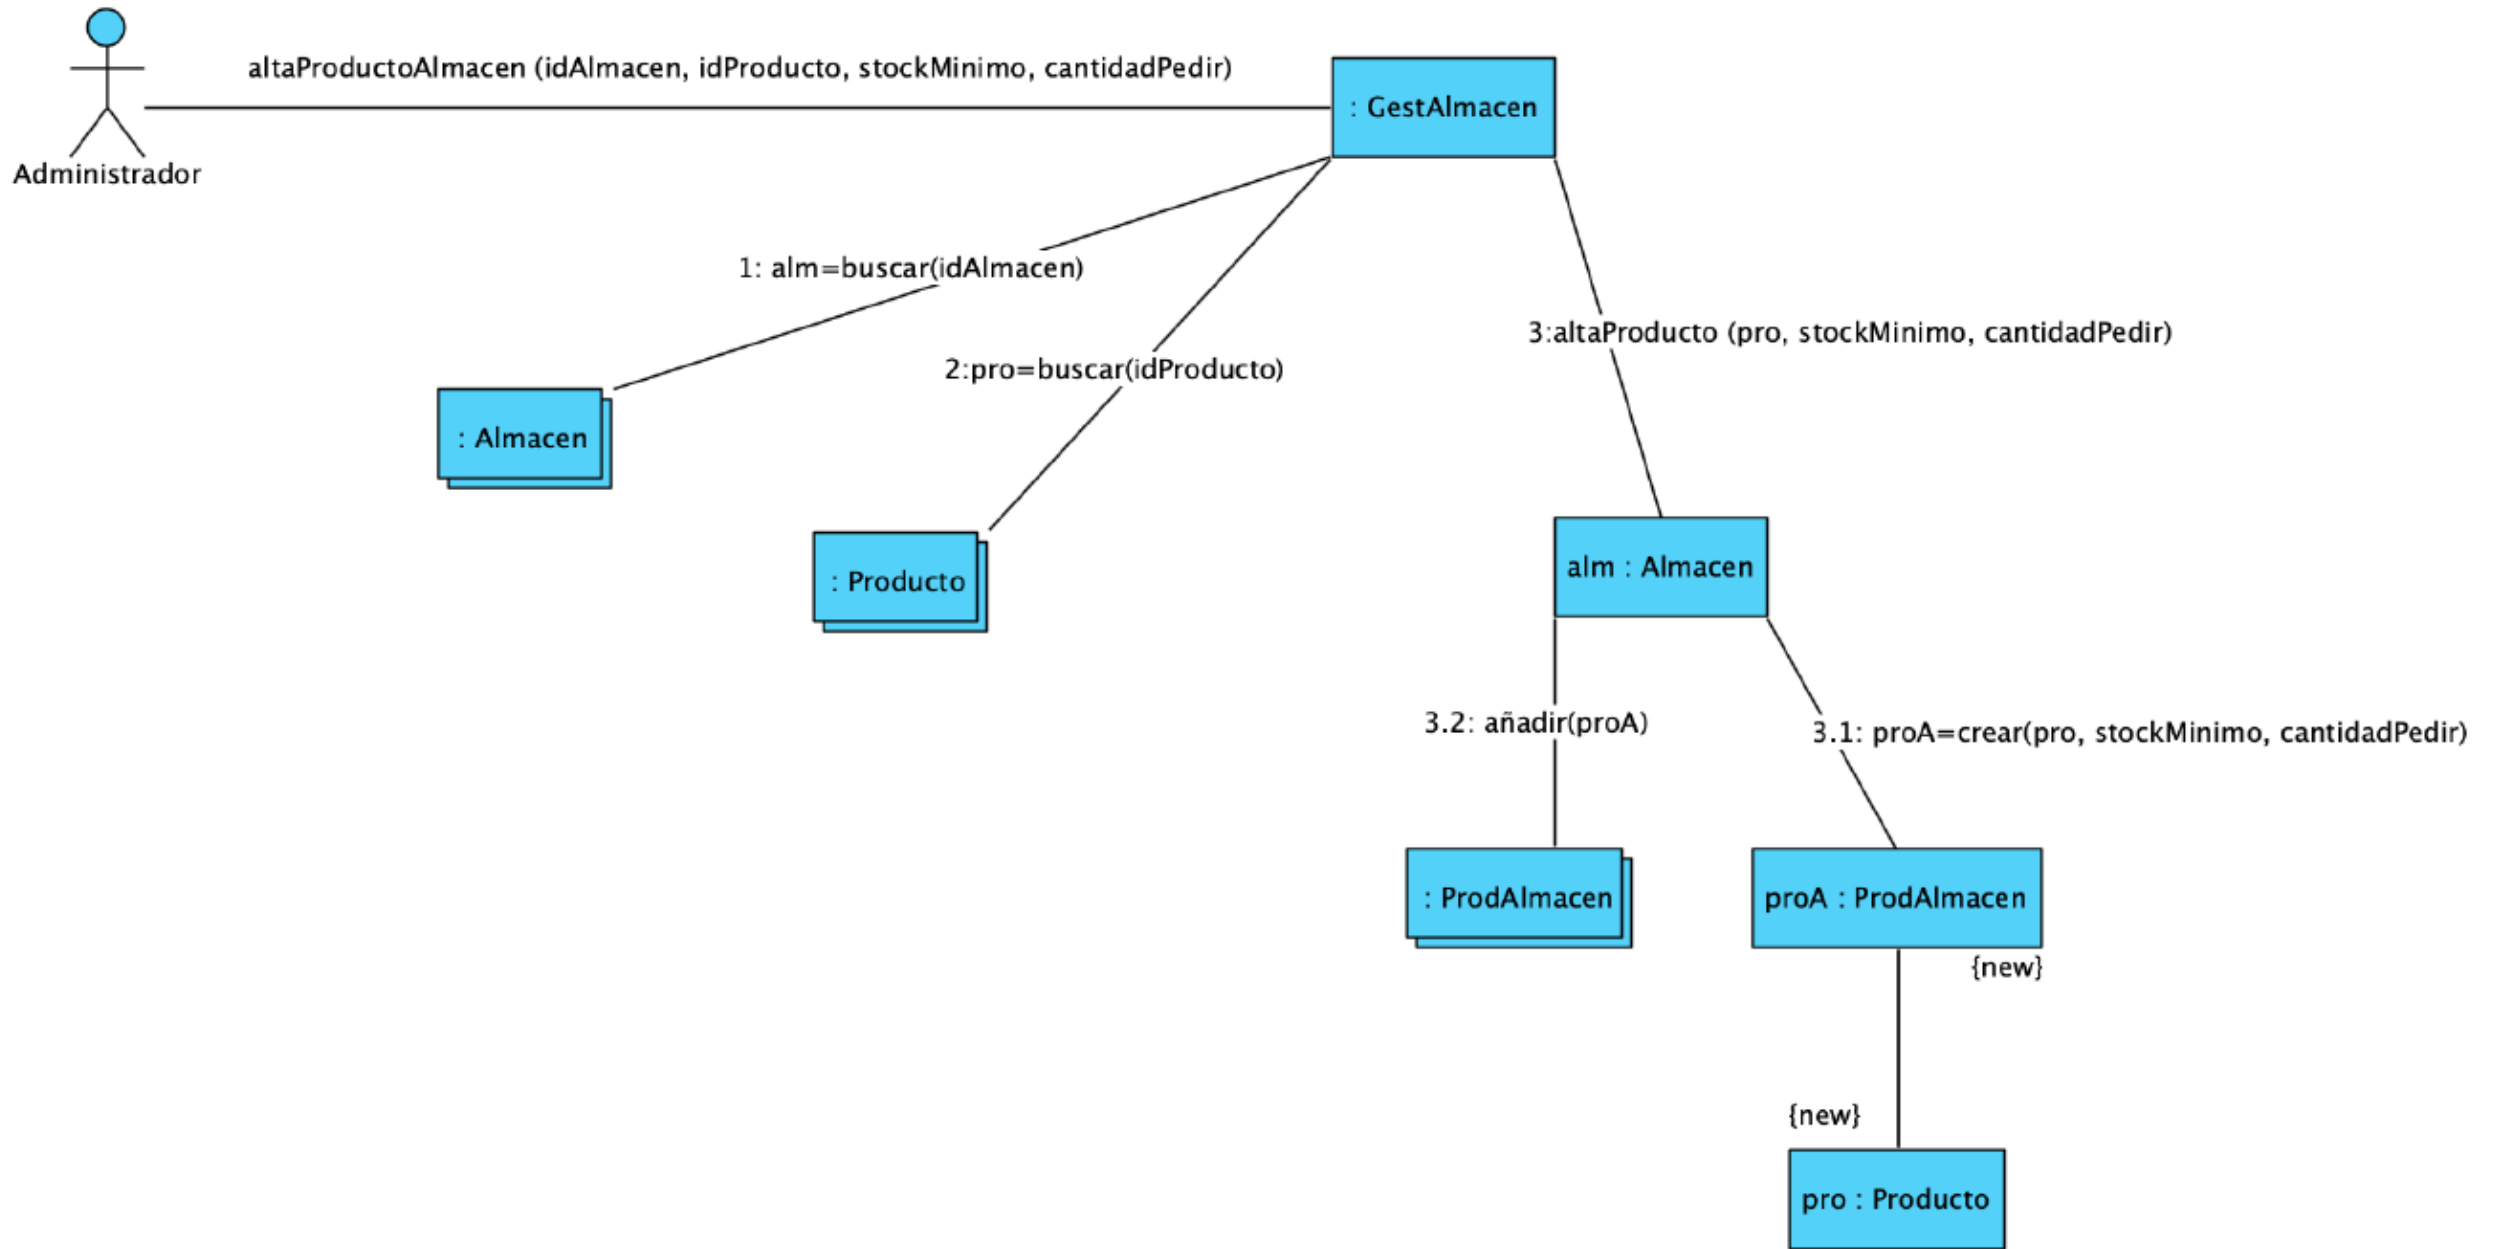 altaProductoAlmacen (idAlmacen, idProducto, stockMinimo, cantidadPedir)
: GestAlmacen
Administrador
1: alm=buscar(idAlmacen)
3:altaProducto (pro, stockMinimo, cantidadPedir)
2:pro=buscar(idProducto)
: Almacen
: Producto
alm : Almacen
3.2: añadir(proA)
3.1: proA=crear(pro, stockMinimo, cantidadPedir)
: ProdAlmacen
proA : ProdAlmacen
{new}
{new}
pro : Producto